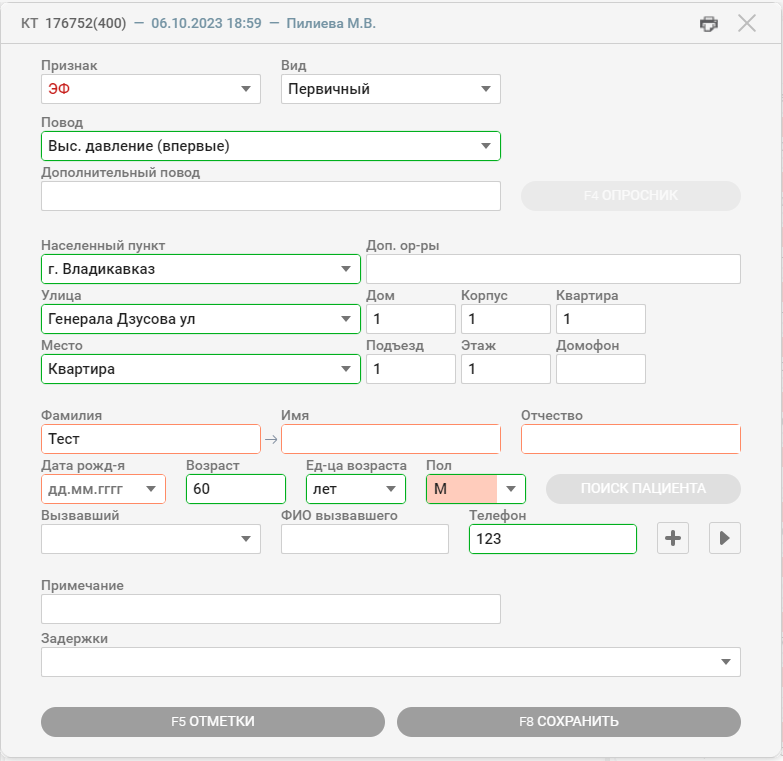 КТ 176752(400) — 06.10.2023 18:59 — Пилиева М.В.
Признак Вид
ЭФ Первичный
Повод
Выс. давление (впервые)
Дополнительный повод
F4 ОПРОСНИК
Населенный пункт Доп. ор-ры
г. Владикавказ
Улица Дом Корпус Квартира
Генерала Дзусова ул 1 1 1
Место Подъезд Этаж Домофон
Квартира 1 1
Фамилия Имя Отчество
Тест
Дата рожд-я Возраст Ед-ца возраста Пол
дд.мм.гггг 60 лет М ПОИСК ПАЦИЕНТА
Вызвавший ФИО вызвавшего Телефон
123
Примечание
Задержки
F5 ОТМЕТКИ F8 СОХРАНИТЬ